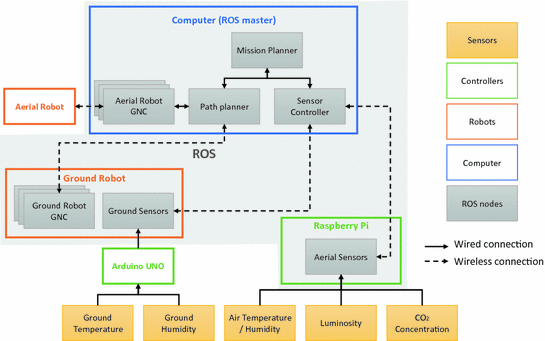 Computer (ROS master)
Mission Planner
Aerial Robot
Aerial Robot
GNC
Path planner
Sensor
Controller
ROS
Ground Robot
Ground Robot
GNC
Ground Sensors
Raspberry Pi
Aerial Sensors
Arduino UNO
Ground
Temperature
Ground
Humidity
Air Temperature
/ Humidity
Luminosity
CO₂
Concentration
Sensors
Controllers
Robots
Computer
ROS nodes
Wired connection
Wireless connection